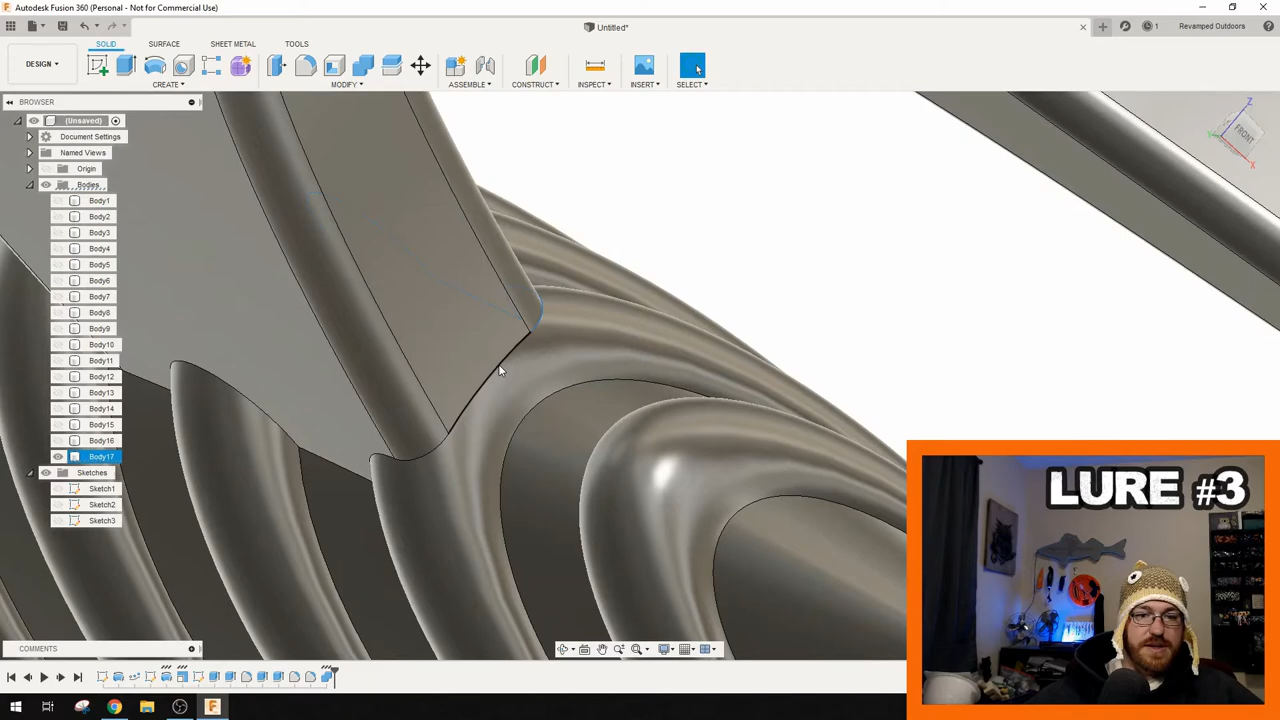 Autodesk Fusion 360 (Personal - Not for Commercial Use)
Untitled*
1 Revamped Outdoors
SOLID SURFACE SHEET METAL TOOLS
DESIGN
CREATE MODIFY ASSEMBLE CONSTRUCT INSPECT INSERT SELECT
BROWSER
(Unsaved)
Document Settings
Named Views
Origin
Bodies
Body1
Body2
Body3
Body4
Body5
Body6
Body7
Body8
Body9
Body10
Body11
Body12
Body13
Body14
Body15
Body16
Body17
Sketches
Sketch1
Sketch2
Sketch3
Z
FRONT
Y
X
LURE #3
COMMENTS